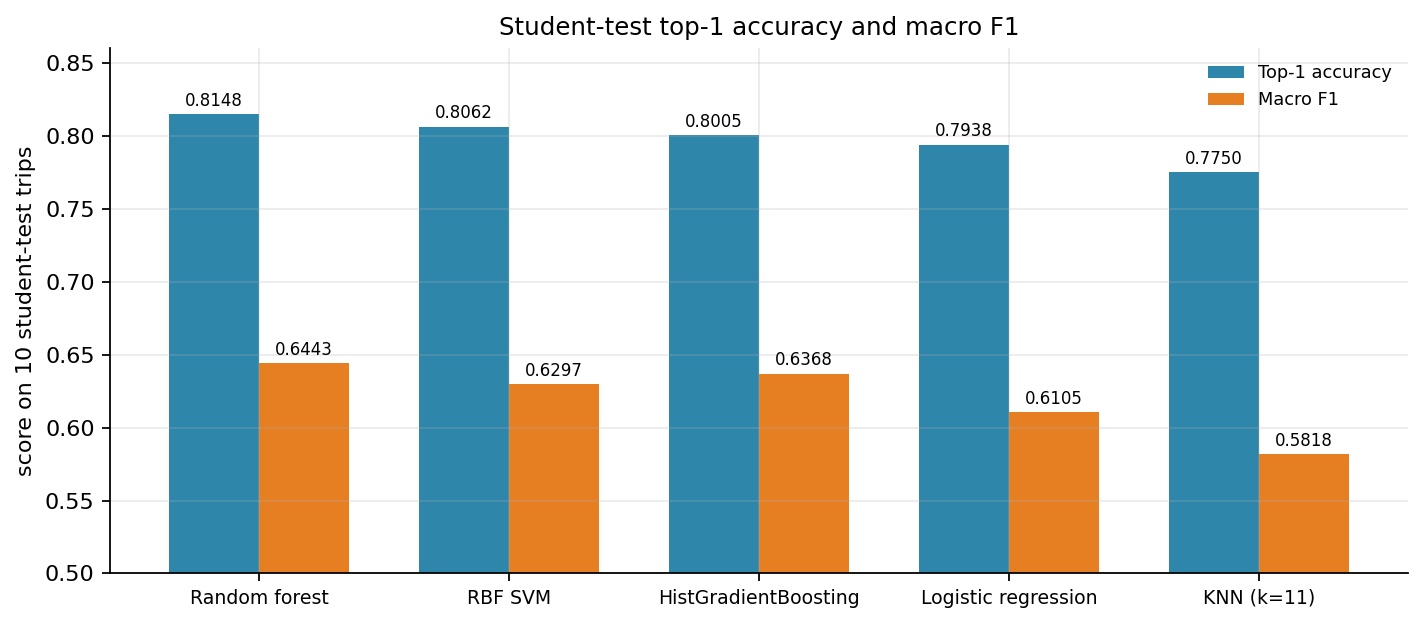 Student-test top-1 accuracy and macro F1
score on 10 student-test trips
0.85
0.80
0.75
0.70
0.65
0.60
0.55
0.50
Top-1 accuracy
Macro F1
0.8148
0.6443
0.8062
0.6297
0.8005
0.6368
0.7938
0.6105
0.7750
0.5818
Random forest
RBF SVM
HistGradientBoosting
Logistic regression
KNN (k=11)